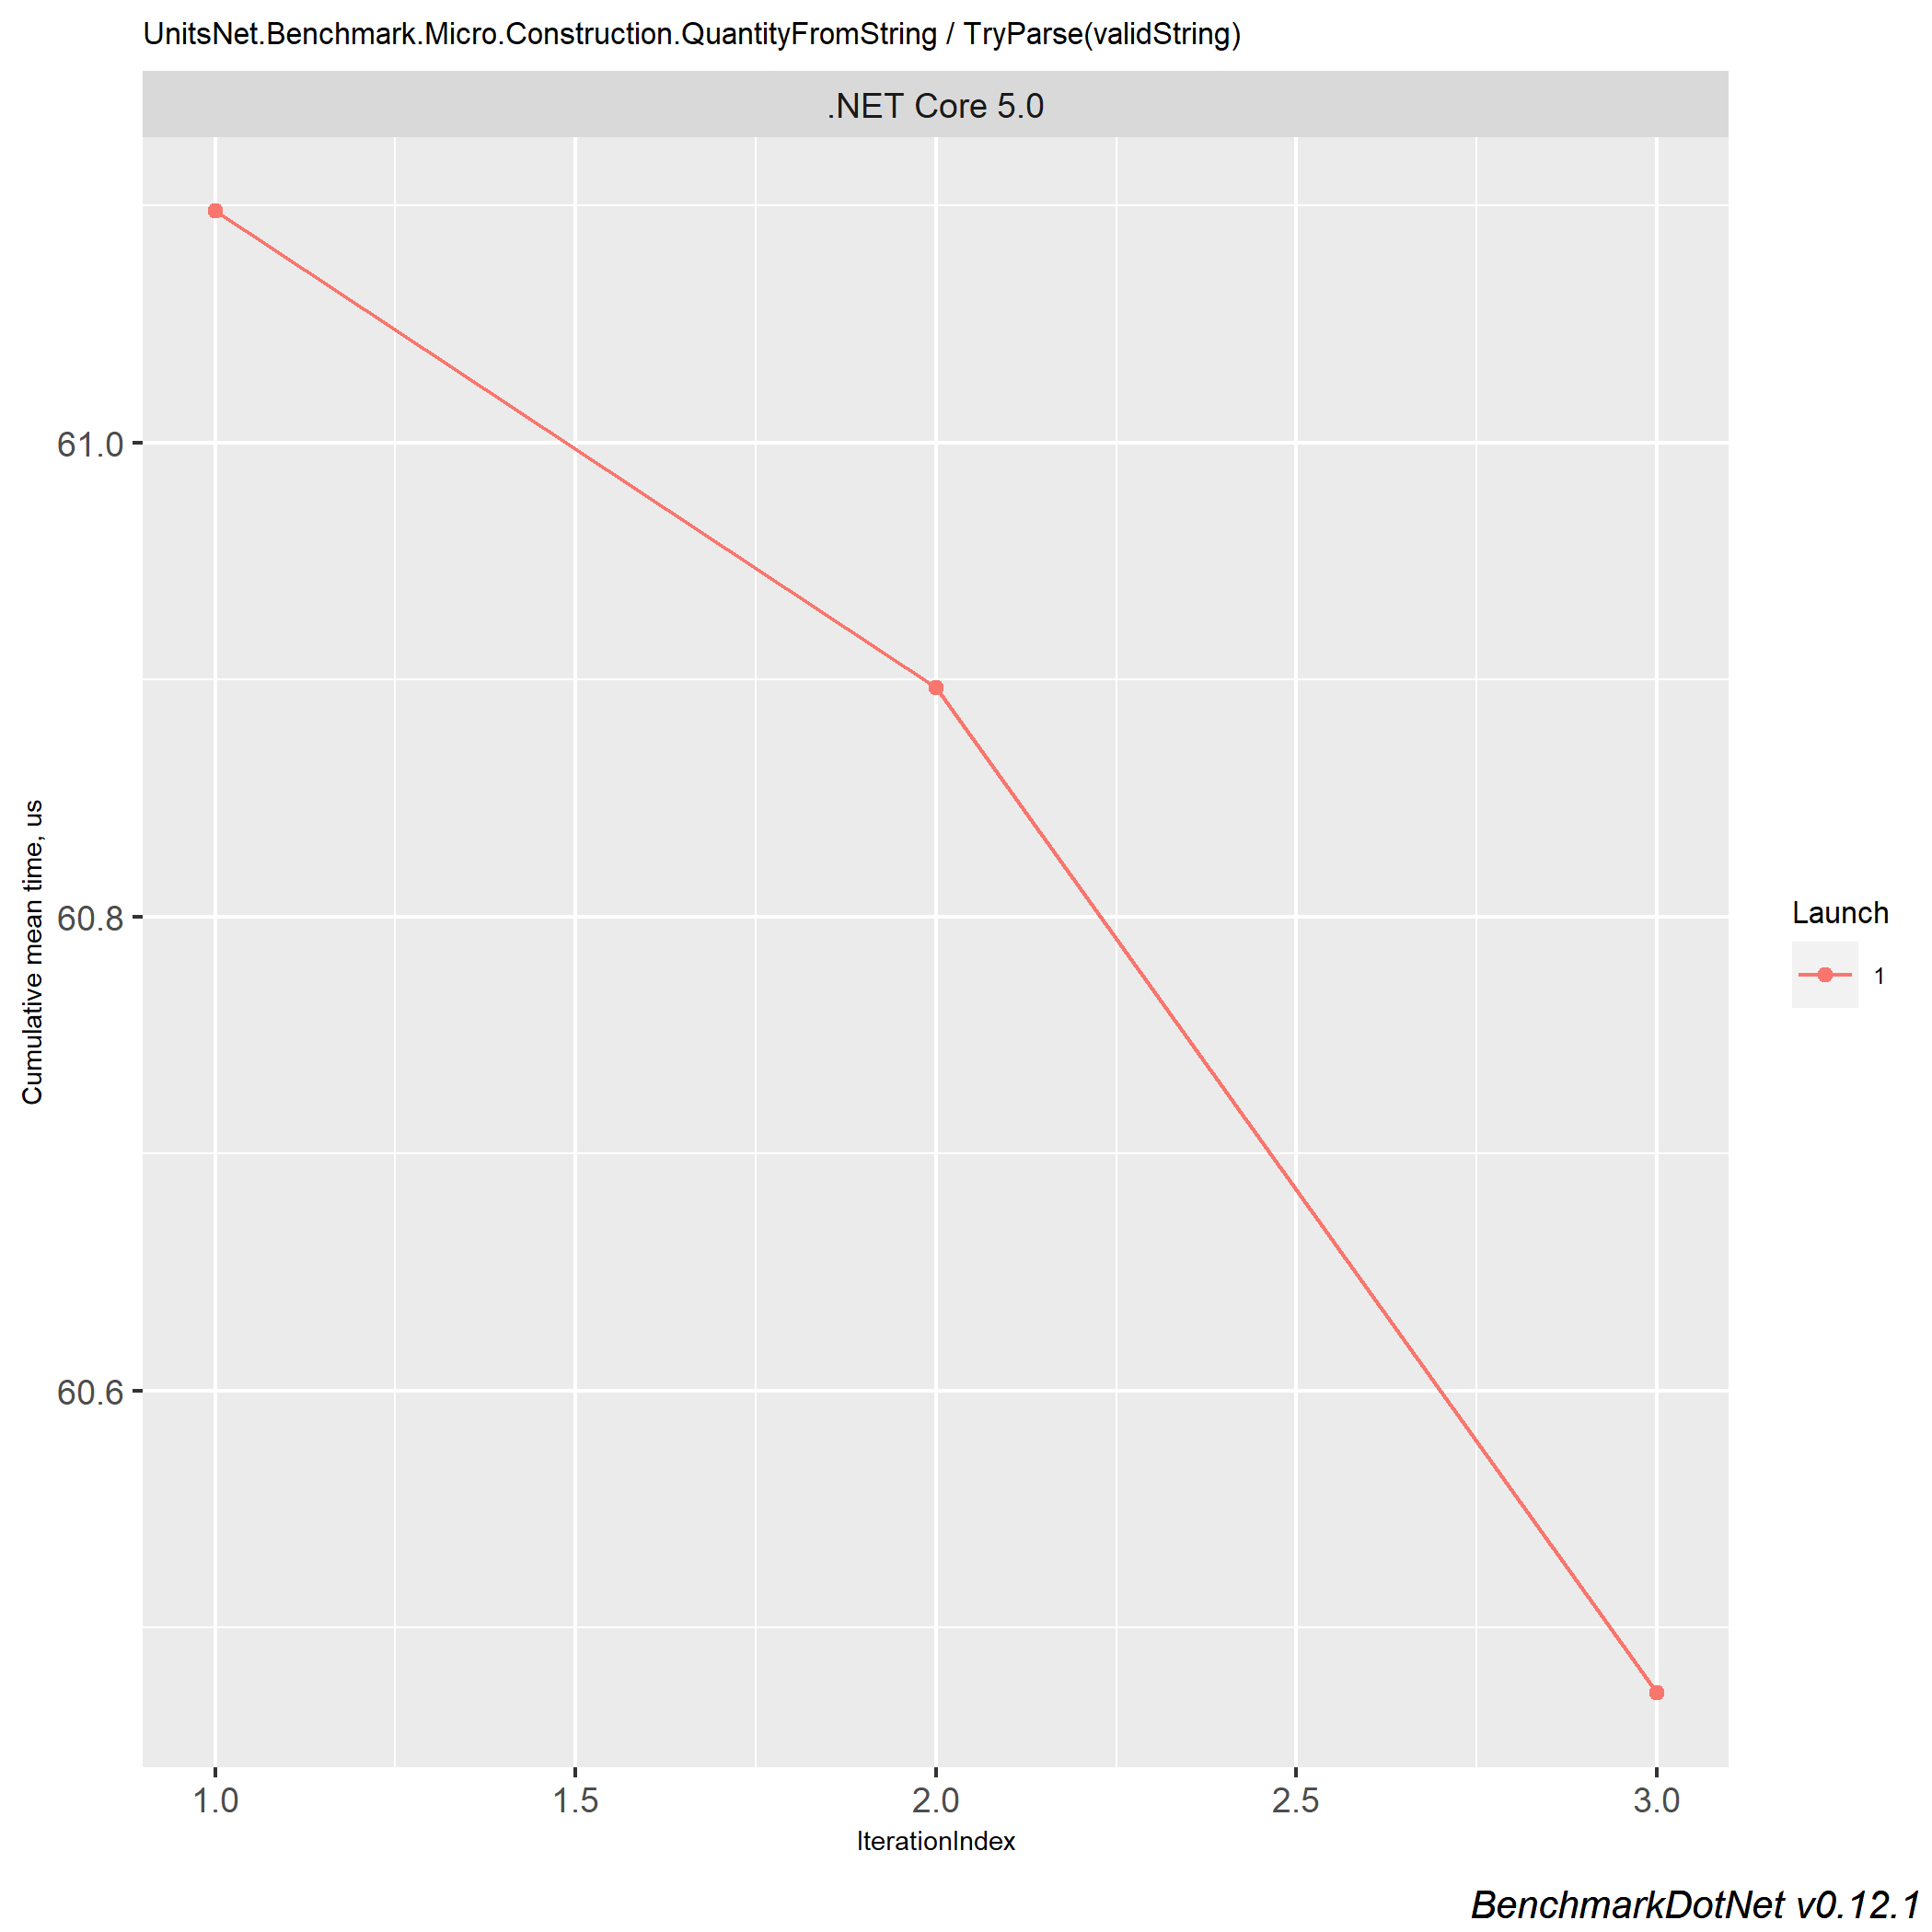 UnitsNet.Benchmark.Micro.Construction.QuantityFromString / TryParse(validString)
.NET Core 5.0
61.0
60.8
60.6
Cumulative mean time, us
1.0 1.5 2.0 2.5 3.0
IterationIndex
Launch
1
BenchmarkDotNet v0.12.1